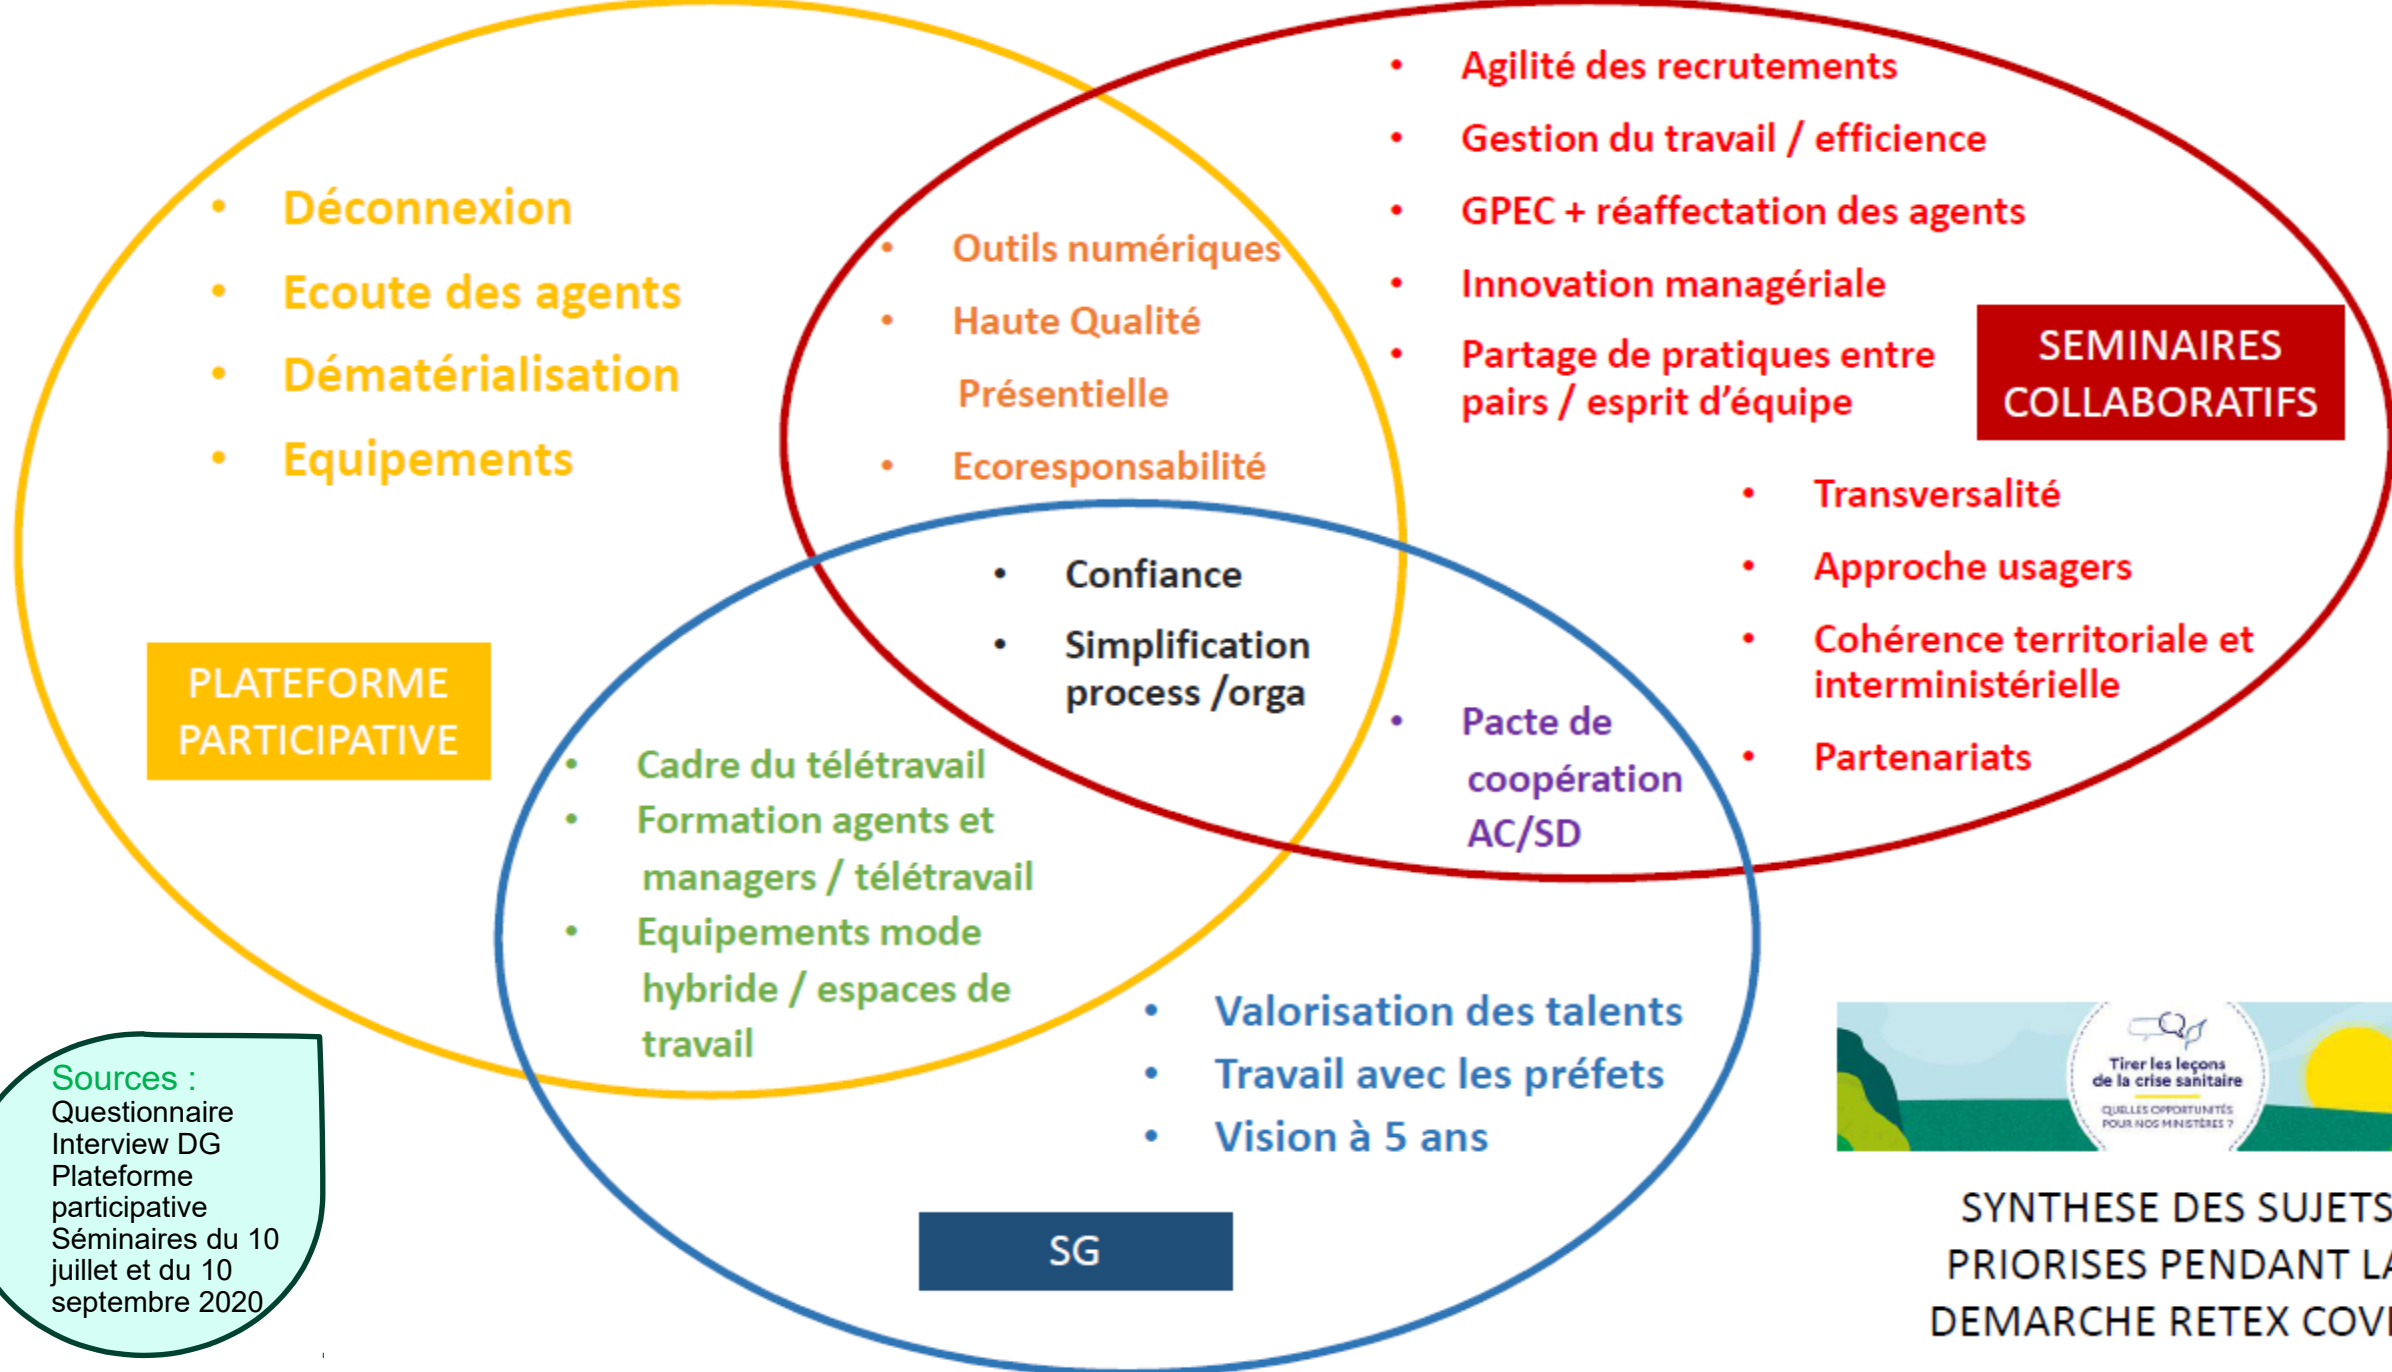 • Déconnexion
• Ecoute des agents
• Dématérialisation
• Equipements
PLATEFORME
PARTICIPATIVE
• Outils numériques
• Haute Qualité
Présentielle
• Ecoresponsabilité
• Agilité des recrutements
• Gestion du travail / efficience
• GPEC + réaffectation des agents
• Innovation managériale
• Partage de pratiques entre
pairs / esprit d’équipe
SEMINAIRES
COLLABORATIFS
• Transversalité
• Approche usagers
• Cohérence territoriale et
interministérielle
• Partenariats
• Confiance
• Simplification
process /orga
• Pacte de
coopération
AC/SD
• Cadre du télétravail
• Formation agents et
managers / télétravail
• Equipements mode
hybride / espaces de
travail
• Valorisation des talents
• Travail avec les préfets
• Vision à 5 ans
SG
Sources :
Questionnaire
Interview DG
Plateforme
participative
Séminaires du 10
juillet et du 10
septembre 2020
Tirer les leçons
de la crise sanitaire
QUELLES OPPORTUNITÉS
POUR NOS MINISTÈRES ?
SYNTHESE DES SUJETS
PRIORISES PENDANT LA
DEMARCHE RETEX COVI